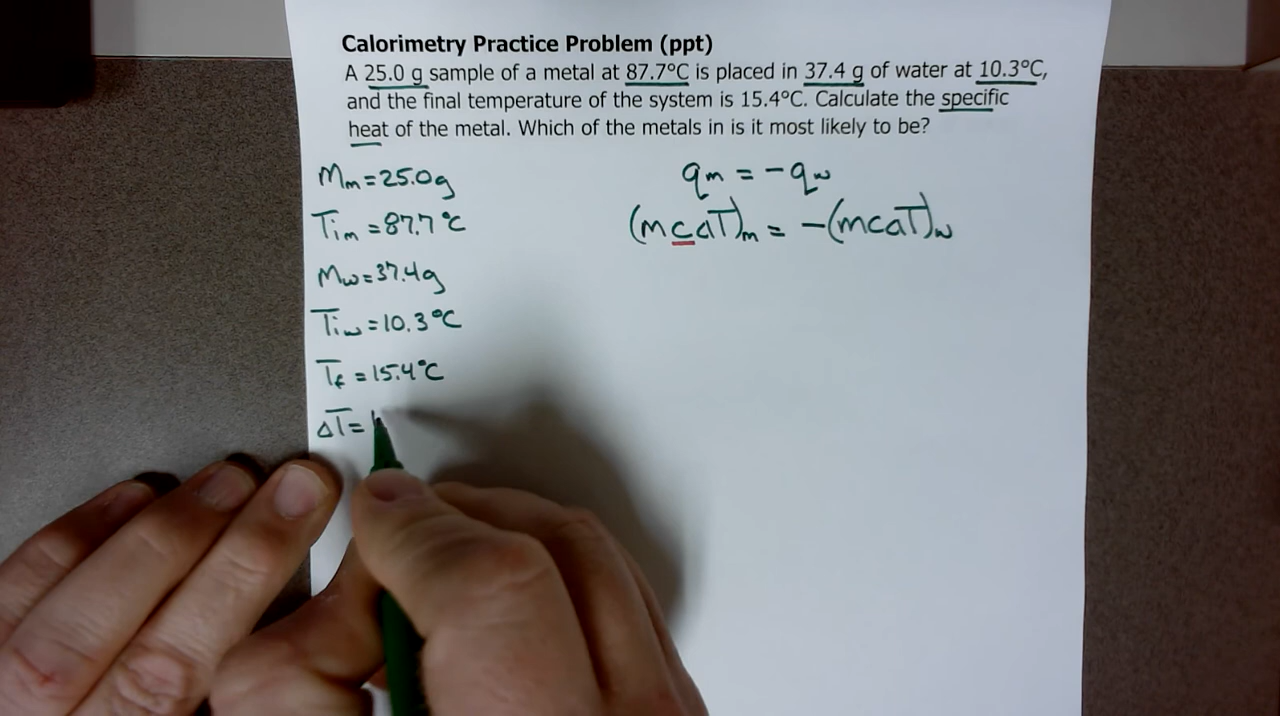 Calorimetry Practice Problem (ppt)
A 25.0 g sample of a metal at 87.7°C is placed in 37.4 g of water at 10.3°C,
and the final temperature of the system is 15.4°C. Calculate the specific
heat of the metal. Which of the metals in is it most likely to be?
Mm=25.0g
Tim=87.7°C
Mw=37.4g
Tiw=10.3°C
Tf=15.4°C
ΔT=
qm=-qw
(mcΔT)m=-(mcΔT)w